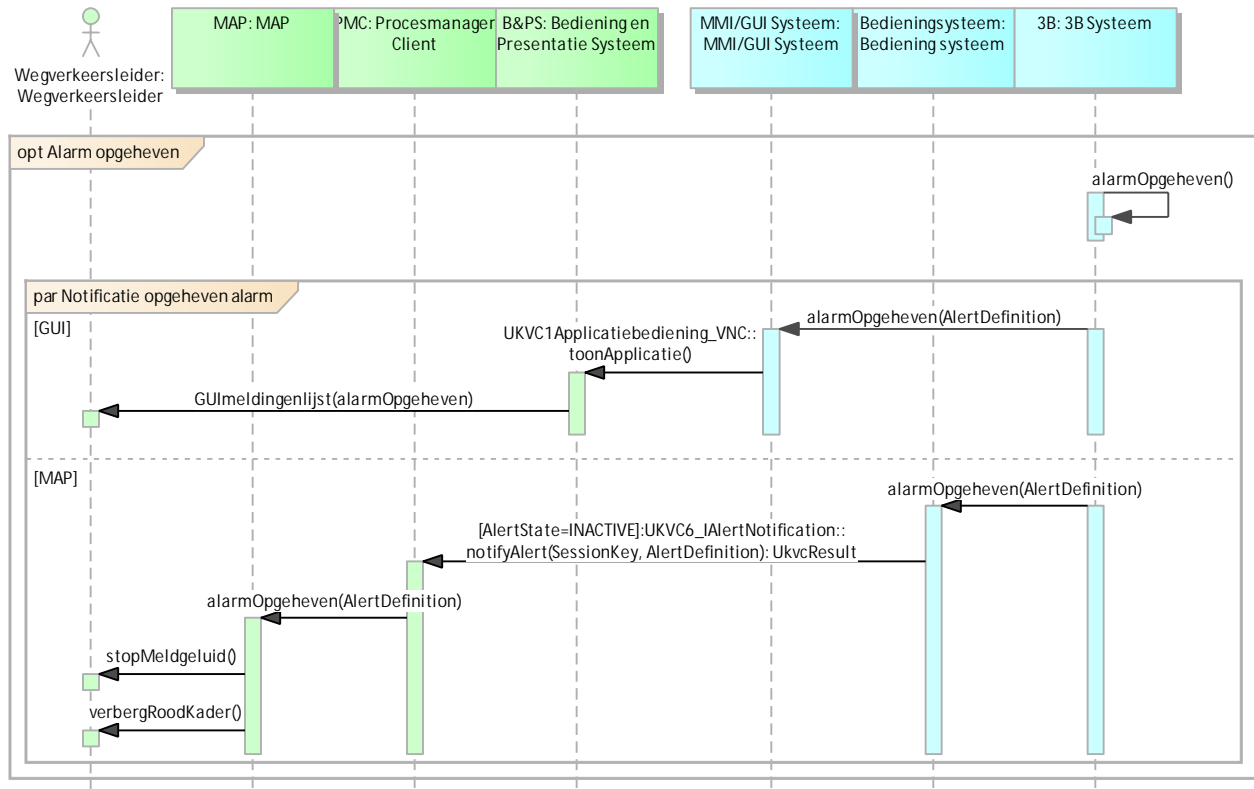 MAP: MAP
PMC: Procesmanager
Client
B&PS: Bediening en
Presentatie Systeem
MMI/GUI Systeem:
MMI/GUI Systeem
Bedieningsysteem:
Bediening systeem
3B: 3B Systeem
Wegverkeersleider:
Wegverkeersleider
opt Alarm opgeheven
alarmOpgeheven()
par Notificatie opgeheven alarm
[GUI]
alarmOpgeheven(AlertDefinition)
UKVC1Applicatiebediening_VNC::
toonApplicatie()
GUImeldingenlijst(alarmOpgeheven)
[MAP]
alarmOpgeheven(AlertDefinition)
[AlertState=INACTIVE]:UKVC6_IAlertNotification::
notifyAlert(SessionKey, AlertDefinition): UkvcResult
alarmOpgeheven(AlertDefinition)
stopMeldgeluid()
verbergRoodKader()